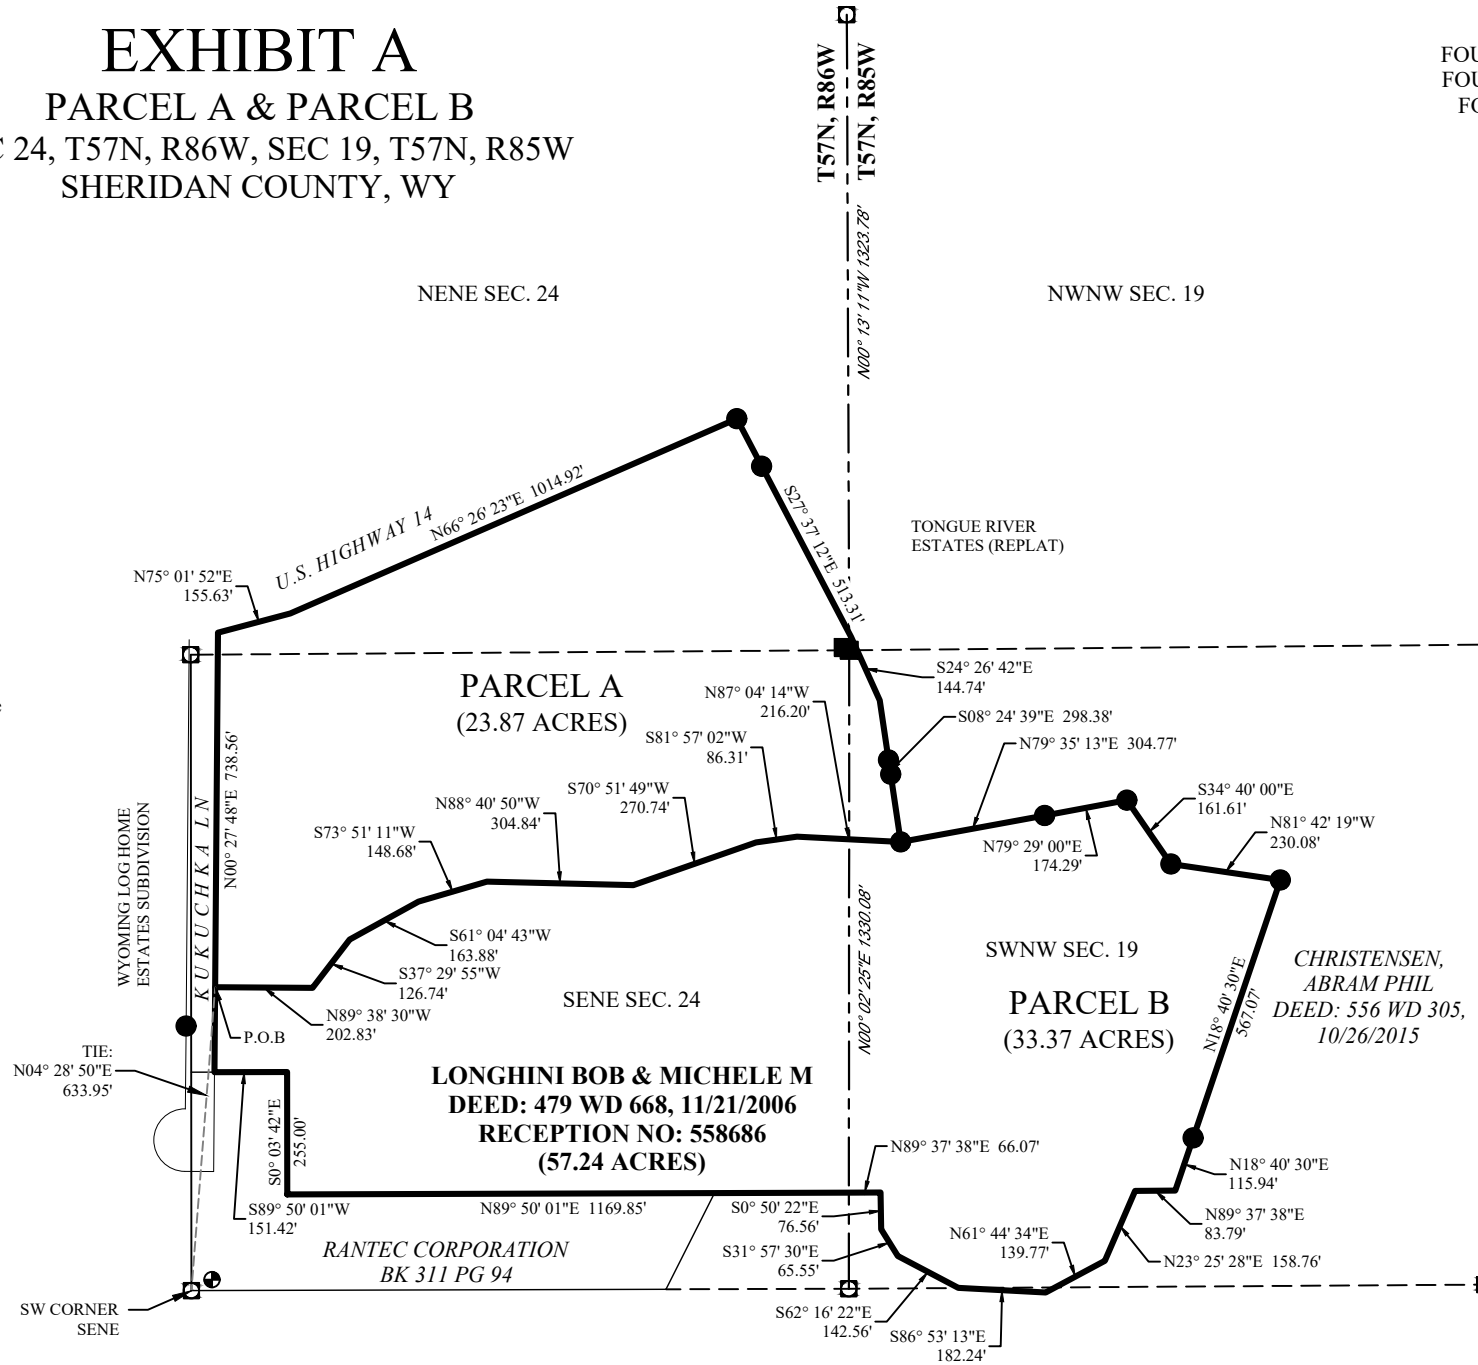 EXHIBIT A
PARCEL A & PARCEL B
24, T57N, R86W, SEC 19, T57N, R85W
SHERIDAN COUNTY, WY
T57N, R86W
T57N, R85W
N00° 13' 11"W 1323.78'
NENE SEC. 24
NWNW SEC. 19
U.S. HIGHWAY 14
N66° 26' 23"E 1014.92'
S27° 37' 12"E 513.31'
TONGUE RIVER
ESTATES (REPLAT)
N75° 01' 52"E
155.63'
PARCEL A
(23.87 ACRES)
N87° 04' 14"W
216.20'
S24° 26' 42"E
144.74'
S08° 24' 39"E 298.38'
N79° 35' 13"E 304.77'
S81° 57' 02"W
86.31'
S70° 51' 49"W
270.74'
N88° 40' 50"W
304.84'
S73° 51' 11"W
148.68'
N79° 29' 00"E
174.29'
S34° 40' 00"E
161.61'
N81° 42' 19"W
230.08'
N00° 27' 48"E 738.56'
KUKUCHKA LN
WYOMING LOG HOME
ESTATES SUBDIVISION
S61° 04' 43"W
163.88'
S37° 29' 55"W
126.74'
N89° 38' 30"W
202.83'
P.O.B
SENE SEC. 24
N00° 02' 25"E 1330.08'
SWNW SEC. 19
PARCEL B
(33.37 ACRES)
N18° 40' 30"E
567.07'
CHRISTENSEN,
ABRAM PHIL
DEED: 556 WD 305,
10/26/2015
TIE:
N04° 28' 50"E
633.95'
LONGHINI BOB & MICHELE M
DEED: 479 WD 668, 11/21/2006
RECEPTION NO: 558686
(57.24 ACRES)
S0° 03' 42"E
255.00'
S89° 50' 01"W
151.42'
N89° 50' 01"E 1169.85'
N89° 37' 38"E 66.07'
S0° 50' 22"E
76.56'
S31° 57' 30"E
65.55'
S62° 16' 22"E
142.56'
S86° 53' 13"E
182.24'
N61° 44' 34"E
139.77'
N18° 40' 30"E
115.94'
N89° 37' 38"E
83.79'
N23° 25' 28"E 158.76'
RANTEC CORPORATION
BK 311 PG 94
SW CORNER
SENE